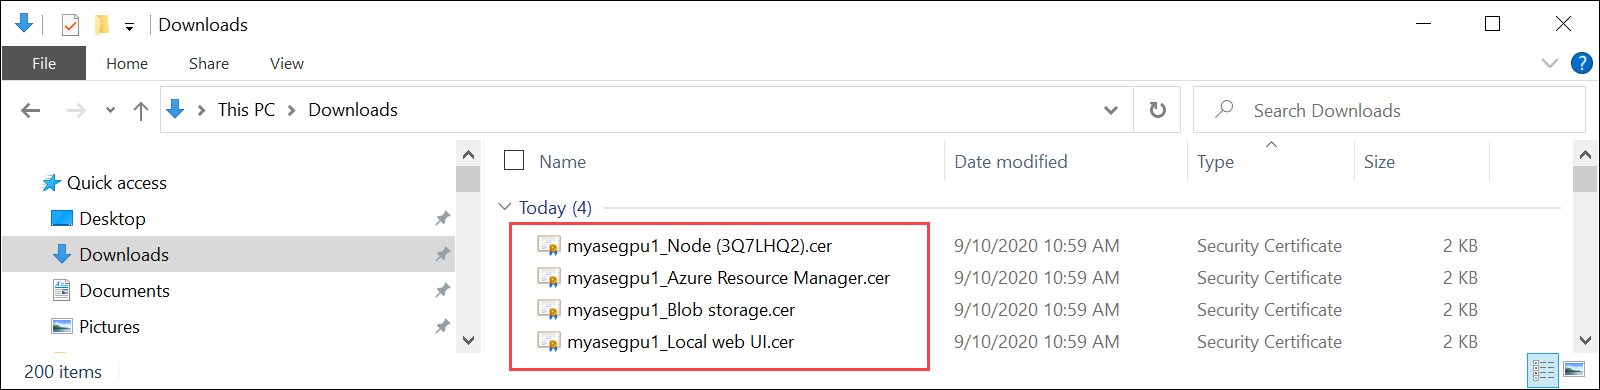 Downloads
File Home Share View
?
This PC > Downloads
Search Downloads
Name Date modified Type Size
Quick access
Desktop
Downloads
Documents
Pictures
Today (4)
myasegpu1_Node (3Q7LHQ2).cer 9/10/2020 10:59 AM Security Certificate 2 KB
myasegpu1_Azure Resource Manager.cer 9/10/2020 10:59 AM Security Certificate 2 KB
myasegpu1_Blob storage.cer 9/10/2020 10:59 AM Security Certificate 2 KB
myasegpu1_Local web UI.cer 9/10/2020 10:59 AM Security Certificate 2 KB
200 items